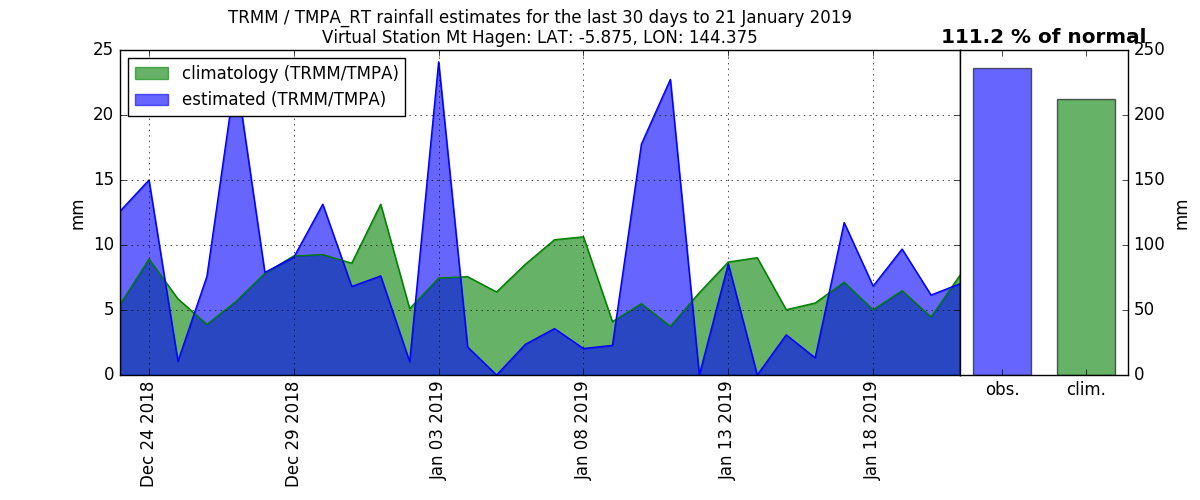 TRMM / TMPA_RT rainfall estimates for the last 30 days to 21 January 2019
Virtual Station Mt Hagen: LAT: -5.875, LON: 144.375
111.2 % of normal
climatology (TRMM/TMPA)
estimated (TRMM/TMPA)
25
20
15
10
5
0
mm
Dec 24 2018
Dec 29 2018
Jan 03 2019
Jan 08 2019
Jan 13 2019
Jan 18 2019
250
200
150
100
50
0
mm
obs.
clim.